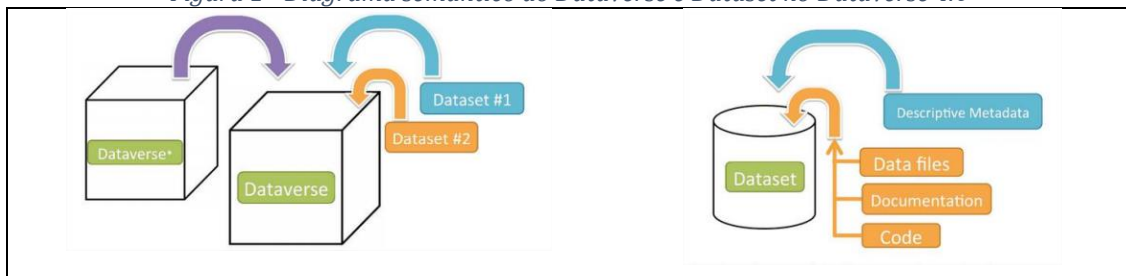 Dataset #1
Dataset #2
Dataverse*
Dataverse
Descriptive Metadata
Data files
Dataset
Documentation
Code